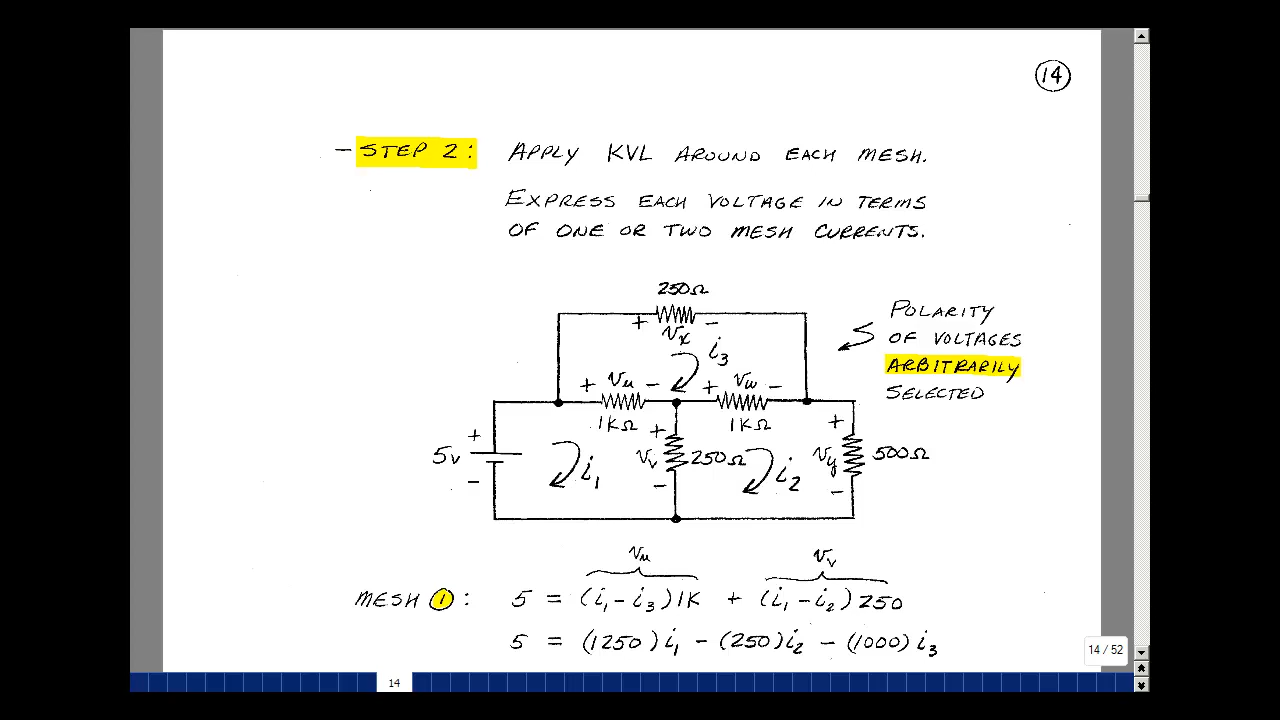 14
- STEP 2: APPLY KVL AROUND EACH MESH.
EXPRESS EACH VOLTAGE IN TERMS
OF ONE OR TWO MESH CURRENTS.
250Ω
+ Vx -
i3
POLARITY
OF VOLTAGES
ARBITRARILY
SELECTED
+ Vu - + Vw -
1KΩ 1KΩ
+ 5V -
i1
+ Vv - 250Ω
i2
+ Vy - 500Ω
Vu Vv
MESH 1: 5 = (i1 - i3)1K + (i1 - i2)250
5 = (1250)i1 - (250)i2 - (1000)i3
14 / 52
14